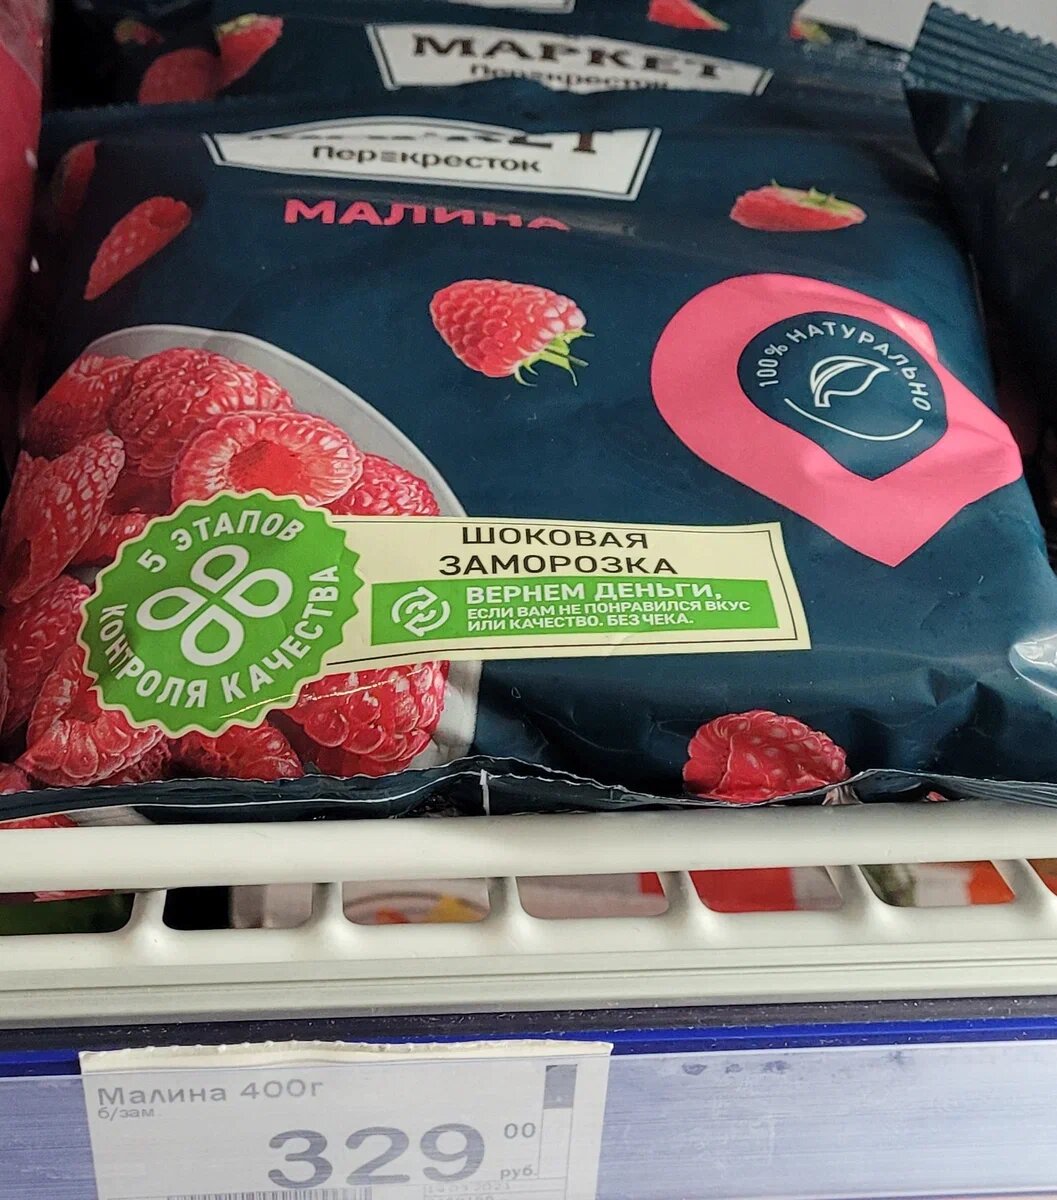 МАРКЕТ
Перекресток
МАРКЕТ
Перекресток
МАЛИНА
100% НАТУРАЛЬНО
5 ЭТАПОВ
КОНТРОЛЯ КАЧЕСТВА
ШОКОВАЯ
ЗАМОРОЗКА
ВЕРНЕМ ДЕНЬГИ,
ЕСЛИ ВАМ НЕ ПОНРАВИЛСЯ ВКУС
ИЛИ КАЧЕСТВО. БЕЗ ЧЕКА.
Малина 400г
б/зам
329 00
руб.